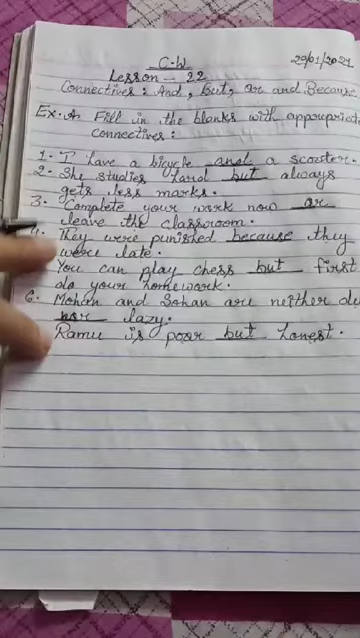 C.W 29/01/2021
Lesson - 22
Connectives: And, but, or and Because
Ex. A Fill in the blanks with appropriate
connectives:
1. I have a bicycle and a scooter.
2. She studies hard but always
gets less marks.
3. Complete your work now or
leave the classroom.
4. They were punished because they
were late.
You can play chess but first
do your homework.
6. Mohan and Sohan are neither du
nor lazy.
Ramu is poor but honest.